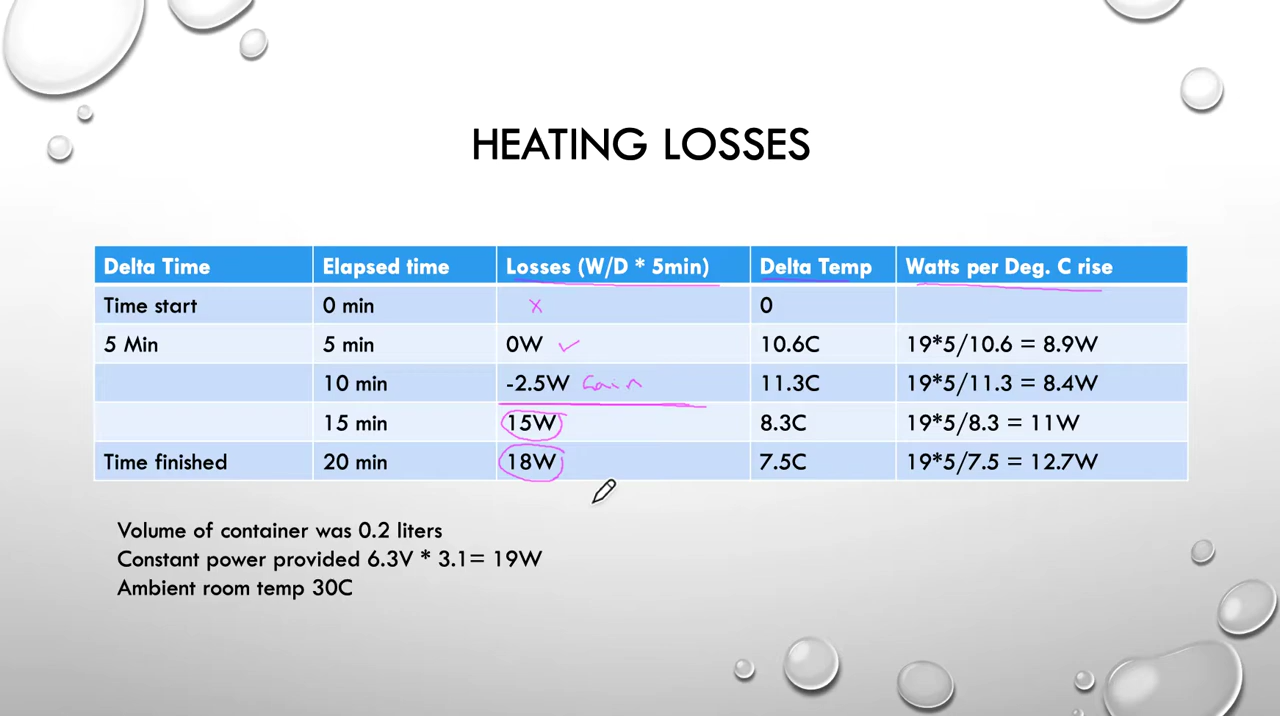 HEATING LOSSES
Delta Time Elapsed time Losses (W/D * 5min) Delta Temp Watts per Deg. C rise
Time start 0 min x 0
5 Min 5 min 0W ✓ 10.6C 19*5/10.6 = 8.9W
10 min -2.5W Gain 11.3C 19*5/11.3 = 8.4W
15 min 15W 8.3C 19*5/8.3 = 11W
Time finished 20 min 18W 7.5C 19*5/7.5 = 12.7W
Volume of container was 0.2 liters
Constant power provided 6.3V * 3.1= 19W
Ambient room temp 30C